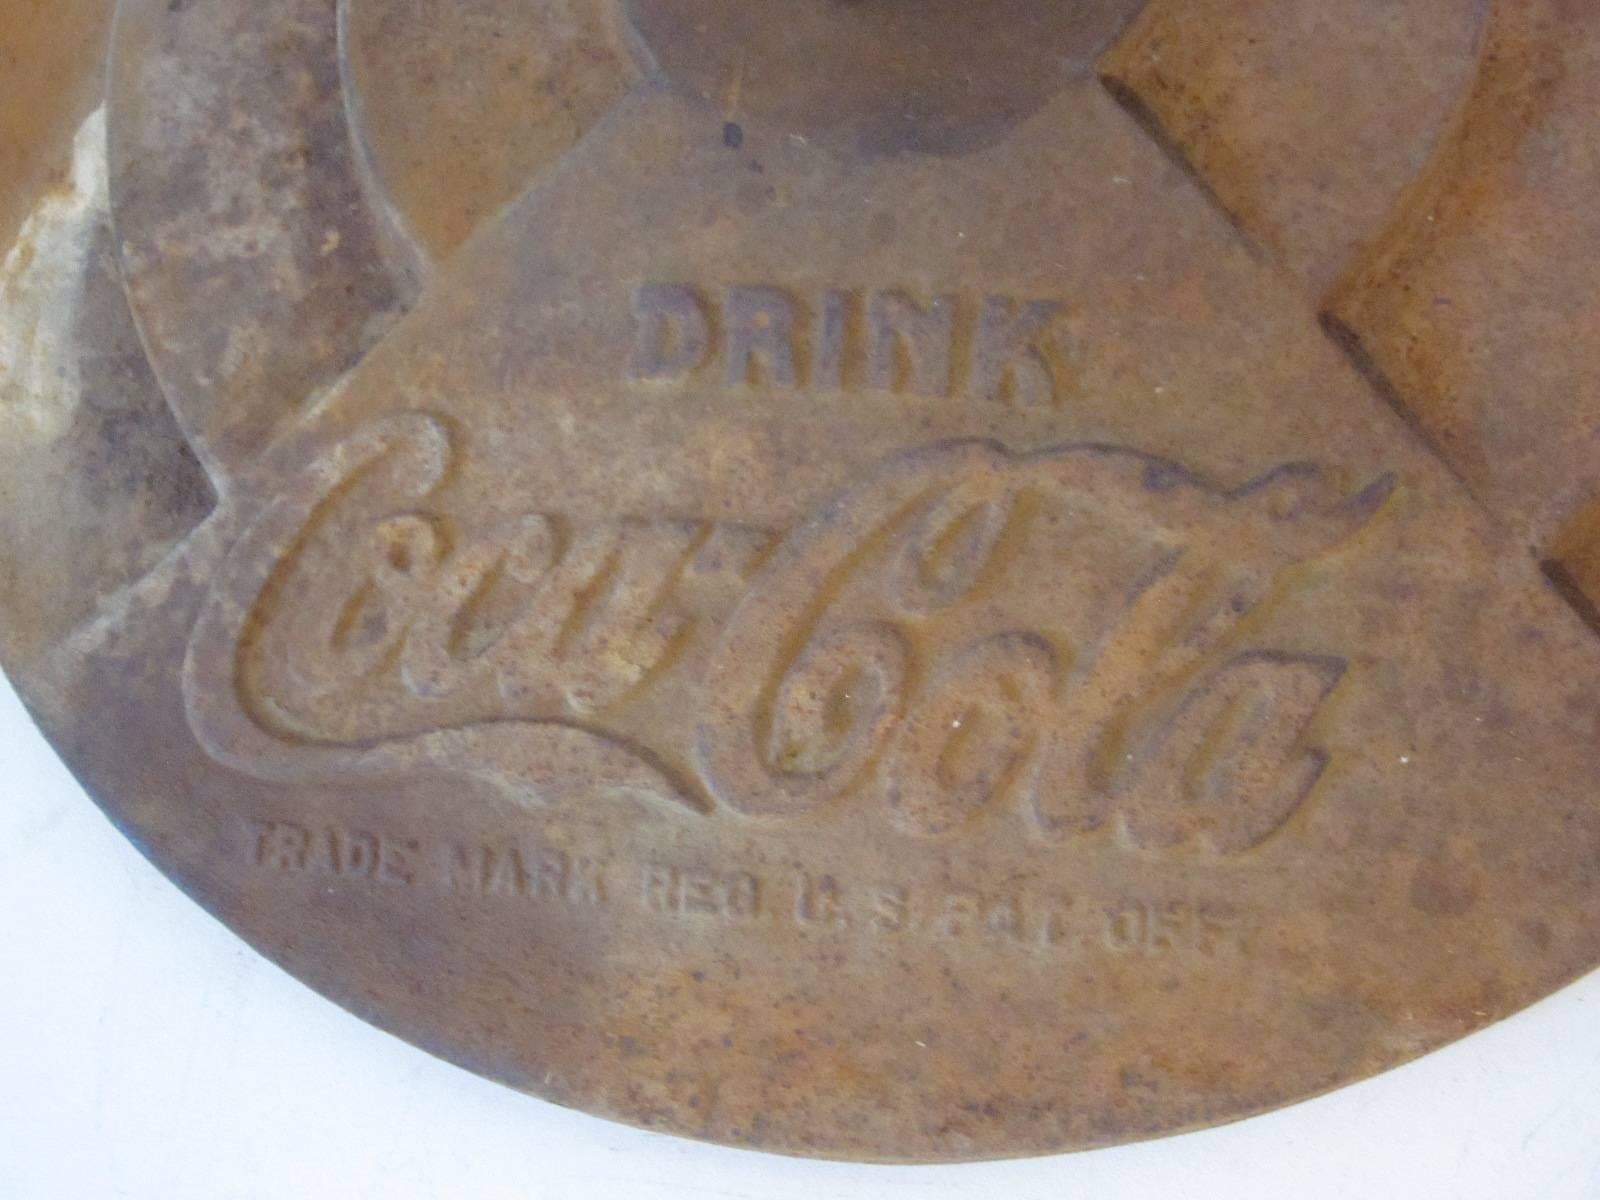 DRINK
Coca-Cola
TRADE MARK REG. U.S. PAT. OFF.